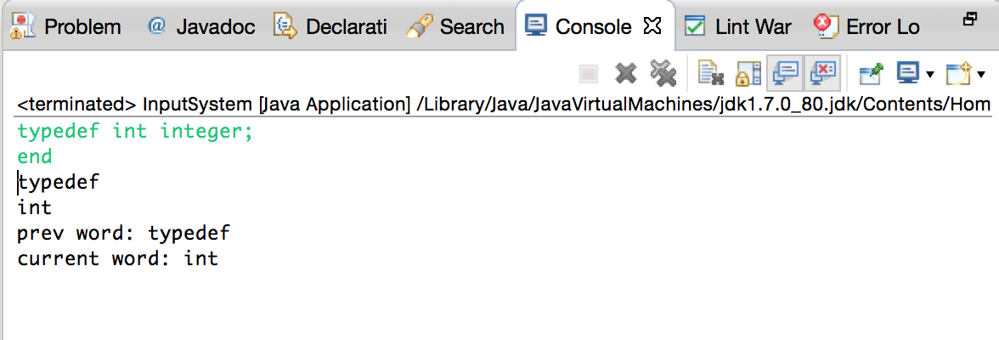 Problem @ Javadoc Declarati Search Console Lint War Error Lo
<terminated> InputSystem [Java Application] /Library/Java/JavaVirtualMachines/jdk1.7.0_80.jdk/Contents/Hom
typedef int integer;
end
typedef
int
prev word: typedef
current word: int